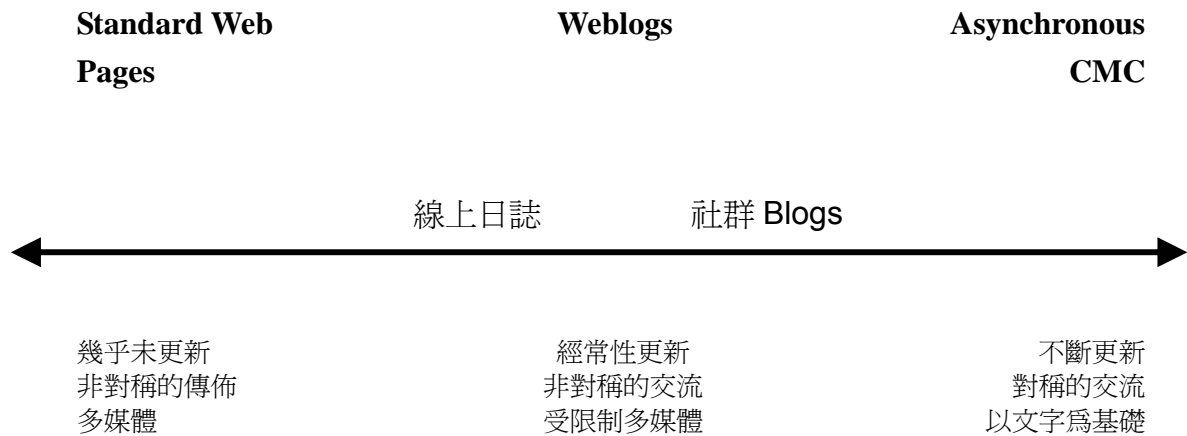 Standard Web Weblogs Asynchronous
Pages CMC
線上日誌 社群 Blogs
幾乎未更新 經常性更新 不斷更新
非對稱的傳佈 非對稱的交流 對稱的交流
多媒體 受限制多媒體 以文字爲基礎